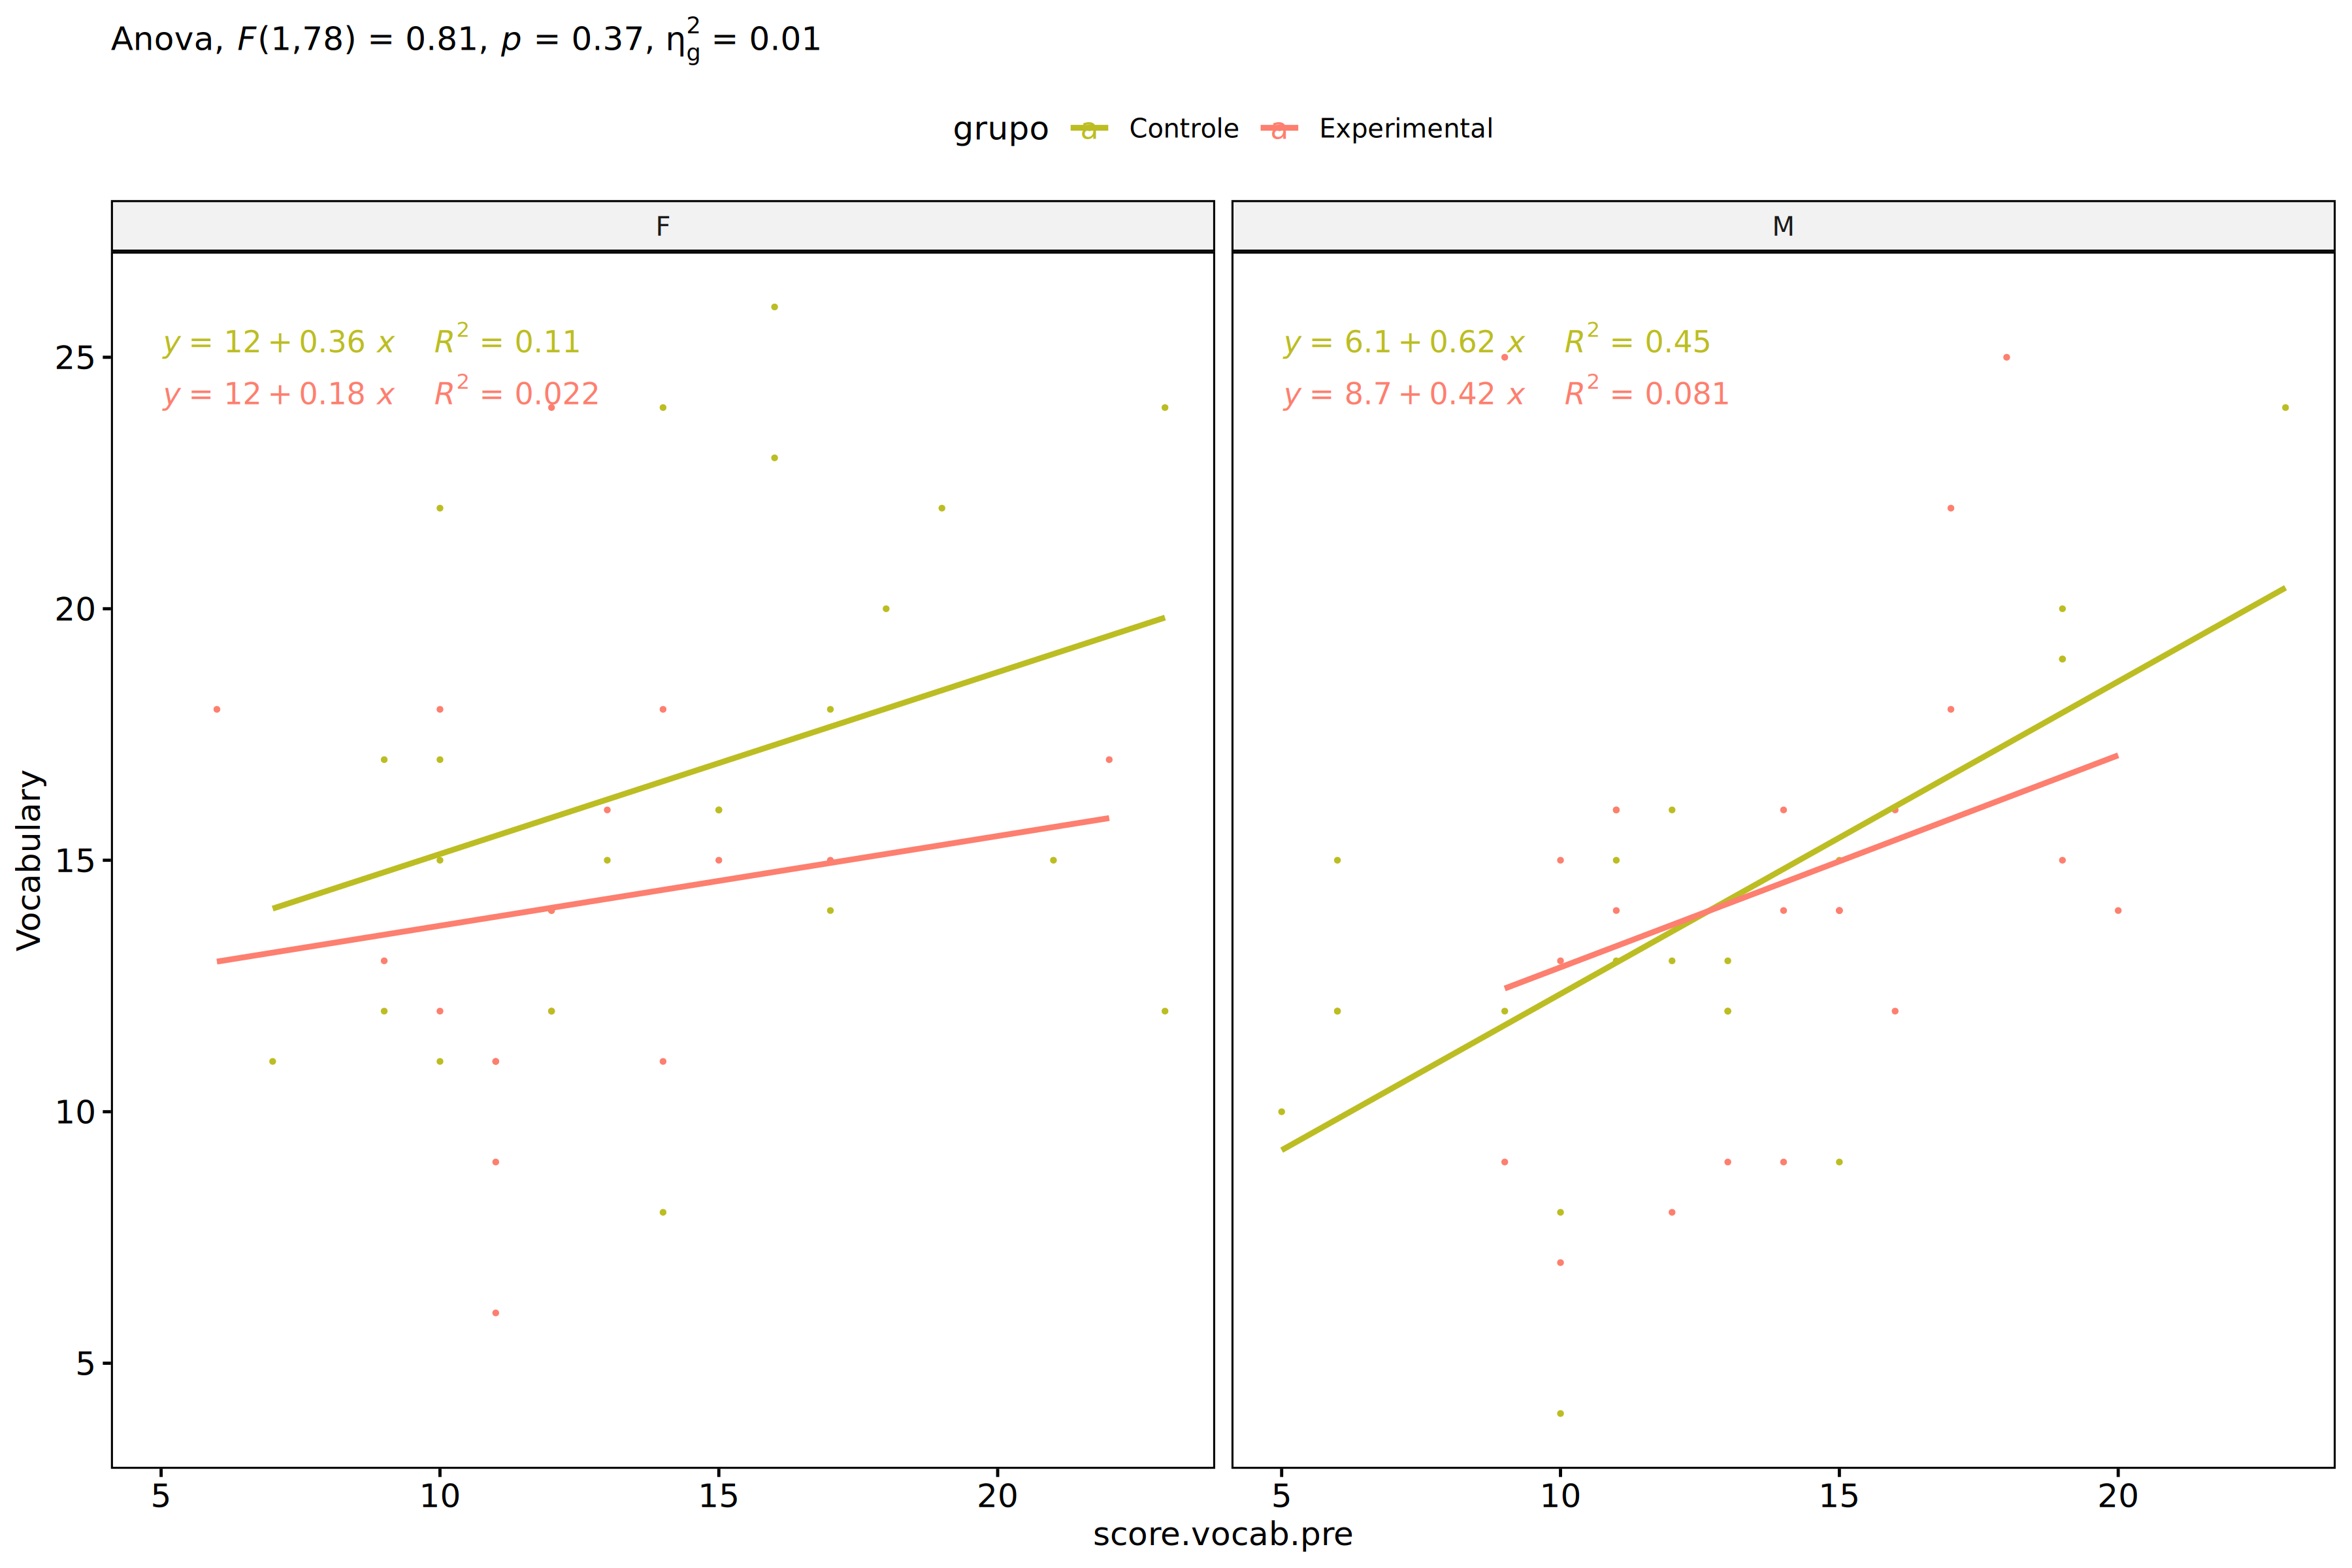 Anova, F(1,78) = 0.81, p = 0.37, η²g = 0.01
grupo a Controle a Experimental
F
M
y = 12 + 0.36 x R² = 0.11
y = 12 + 0.18 x R² = 0.022
y = 6.1 + 0.62 x R² = 0.45
y = 8.7 + 0.42 x R² = 0.081
Vocabulary
25
20
15
10
5
5 10 15 20
5 10 15 20
score.vocab.pre